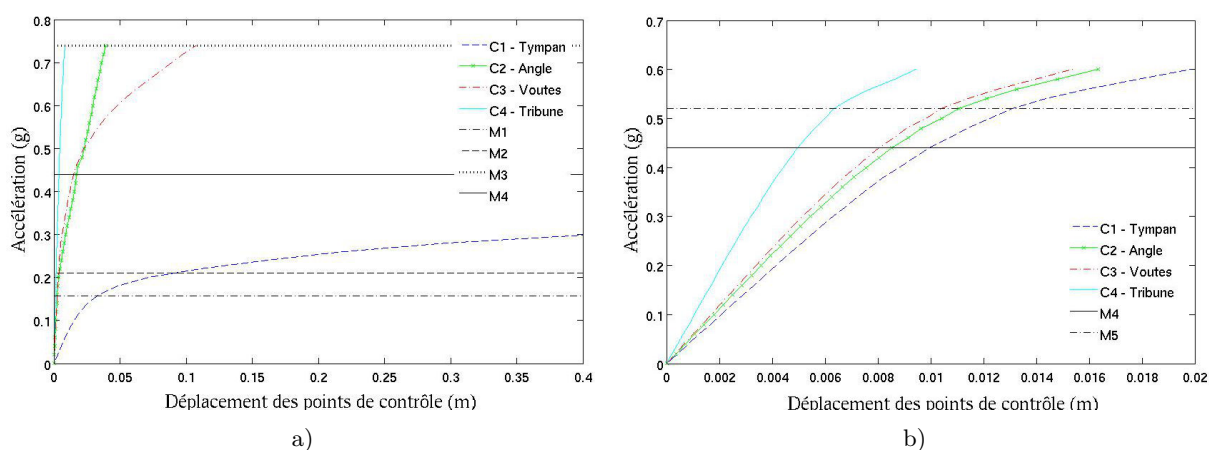 0.8
0.7
0.6
0.5
0.4
0.3
0.2
0.1
0
Accélération (g)
C1 - Tympan
C2 - Angle
C3 - Voutes
C4 - Tribune
M1
M2
M3
M4
0 0.05 0.1 0.15 0.2 0.25 0.3 0.35 0.4
Déplacement des points de contrôle (m)
a)
0.7
0.6
0.5
0.4
0.3
0.2
0.1
0
Accélération (g)
C1 - Tympan
C2 - Angle
C3 - Voutes
C4 - Tribune
M4
M5
0 0.002 0.004 0.006 0.008 0.01 0.012 0.014 0.016 0.018 0.02
Déplacement des points de contrôle (m)
b)